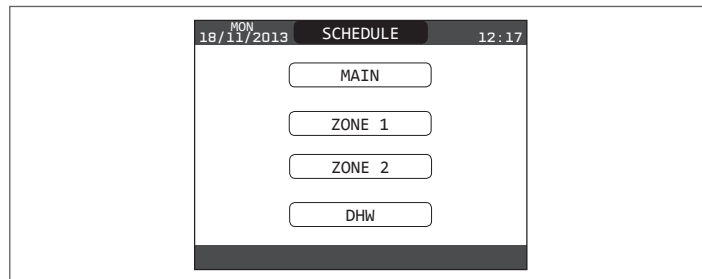 MON
18/11/2013 SCHEDULE 12:17
MAIN
ZONE 1
ZONE 2
DHW